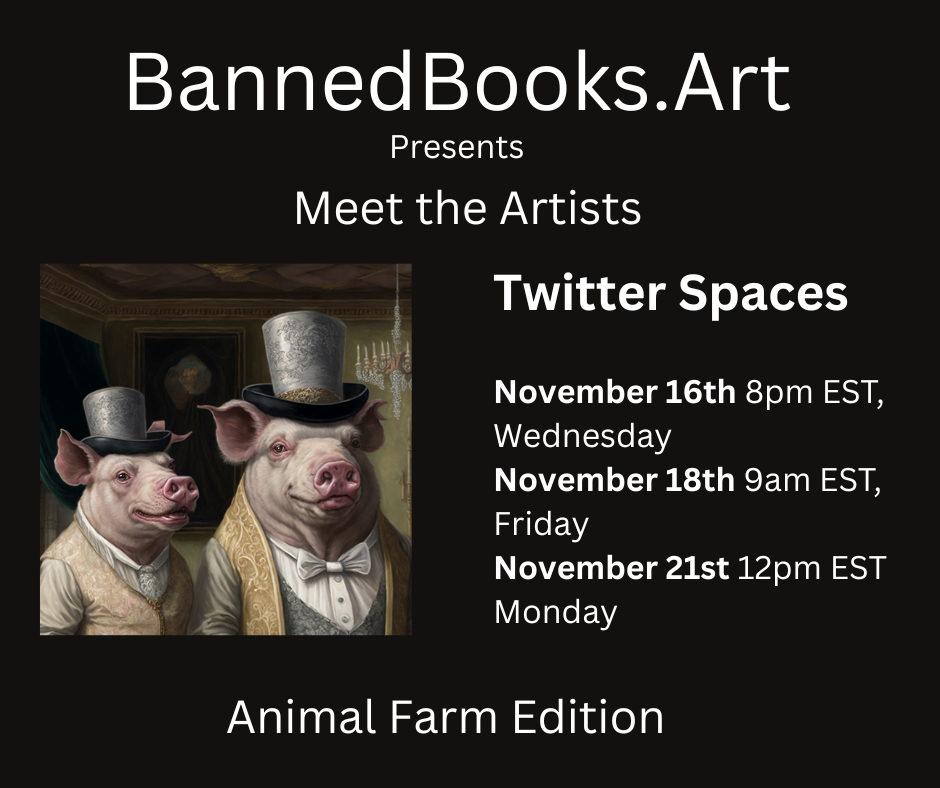 BannedBooks.Art
Presents
Meet the Artists
Twitter Spaces
November 16th 8pm EST,
Wednesday
November 18th 9am EST,
Friday
November 21st 12pm EST
Monday
Animal Farm Edition